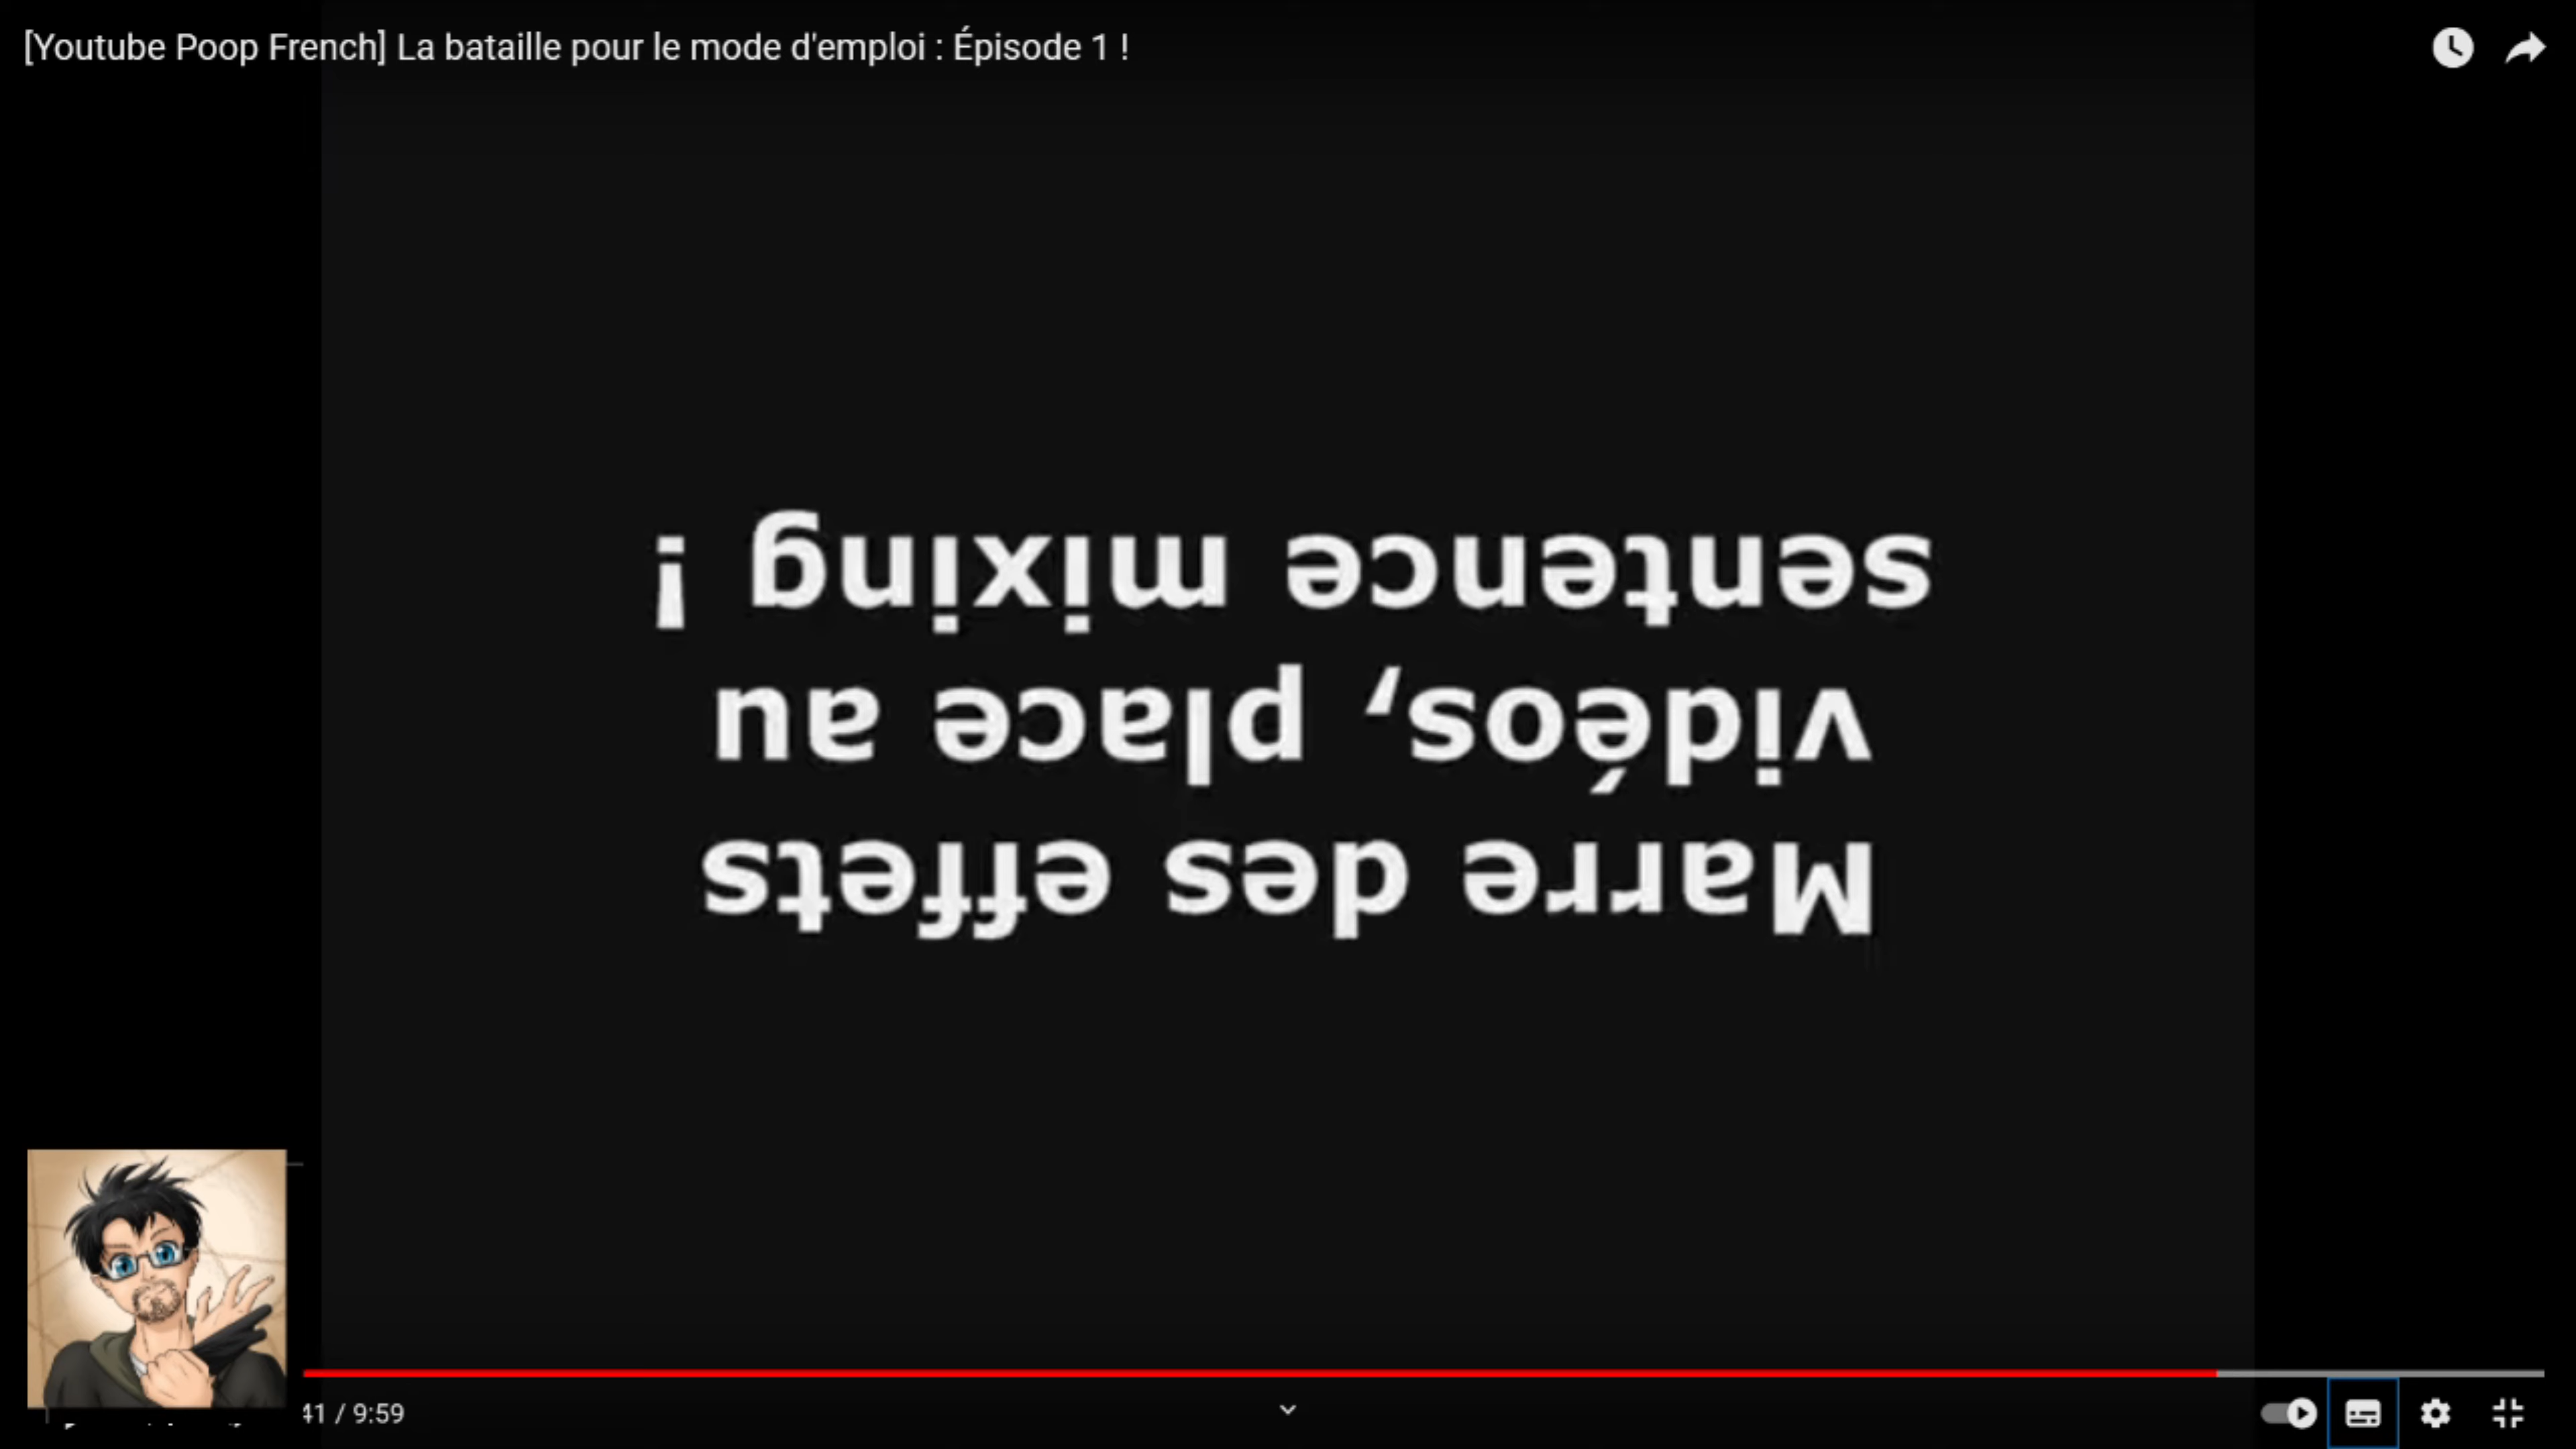 [Youtube Poop French] La bataille pour le mode d'emploi : Épisode 1 !
Marre des effets
vidéos, place au
sentence mixing !
41 / 9:59